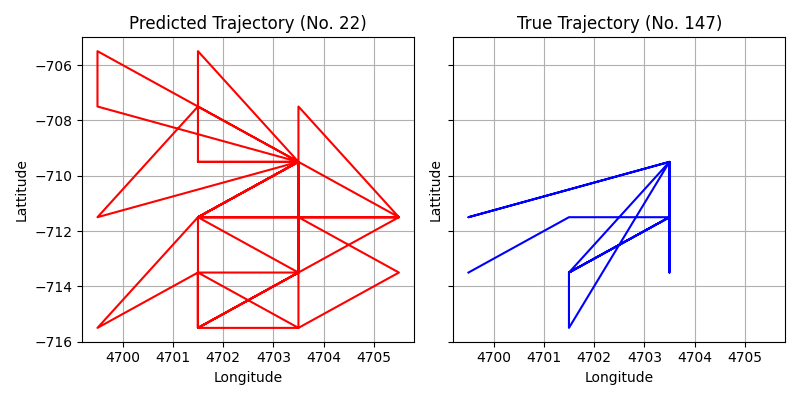 Predicted Trajectory (No. 22)
True Trajectory (No. 147)
−706
−708
−710
−712
−714
−716
Lattitude
Lattitude
4700 4701 4702 4703 4704 4705
4700 4701 4702 4703 4704 4705
Longitude
Longitude